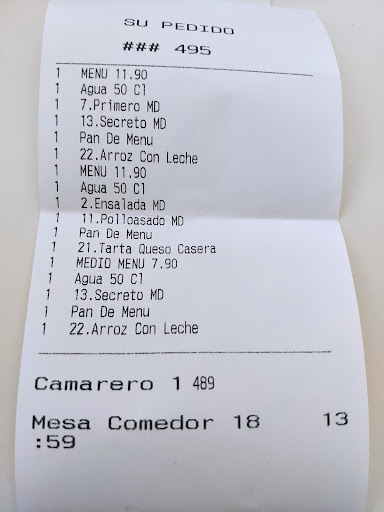 SU PEDIDO
### 495
1 MENU 11.90
1 Agua 50 Cl
1 7.Primero MD
1 13.Secreto MD
1 Pan De Menu
1 22.Arroz Con Leche
1 MENU 11.90
1 Agua 50 Cl
1 2.Ensalada MD
1 11.Polloasado MD
1 Pan De Menu
1 21.Tarta Queso Casera
1 MEDIO MENU 7.90
1 Agua 50 Cl
1 13.Secreto MD
1 Pan De Menu
1 22.Arroz Con Leche
Camarero 1 489
Mesa Comedor 18 13
:59